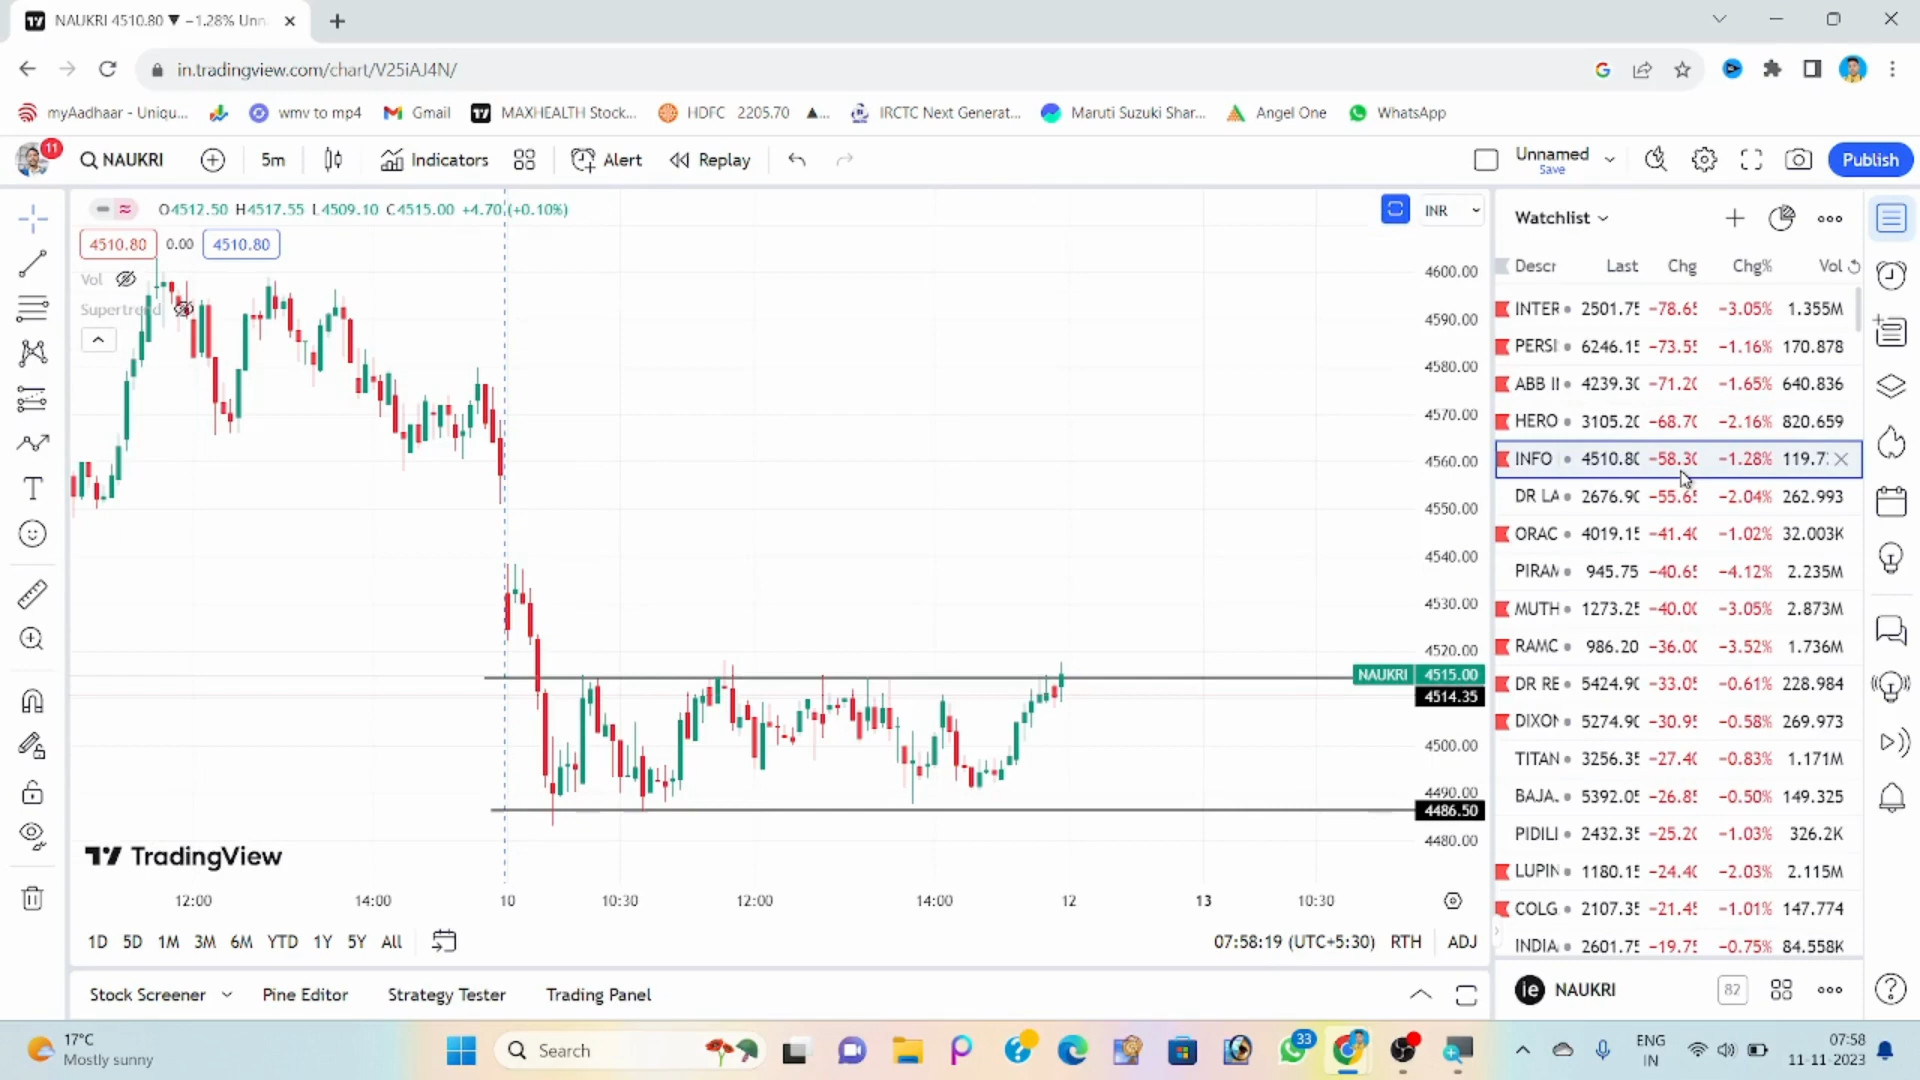 NAUKRI 4510.80 ▼ −1.28% Unn
in.tradingview.com/chart/V25iAJ4N/
myAadhaar - Uniqu... wmv to mp4 Gmail MAXHEALTH Stock... HDFC 2205.70 ▲... IRCTC Next Generat... Maruti Suzuki Shar... Angel One WhatsApp
11 NAUKRI 5m Indicators Alert Replay Unnamed Save Publish
O4512.50 H4517.55 L4509.10 C4515.00 +4.70 (+0.10%) INR
4510.80 0.00 4510.80
Vol
Supertrend
4600.00
4590.00
4580.00
4570.00
4560.00
4550.00
4540.00
4530.00
4520.00
NAUKRI 4515.00
4514.35
4500.00
4490.00
4486.50
4480.00
TradingView
12:00 14:00 10 10:30 12:00 14:00 12 13 10:30
1D 5D 1M 3M 6M YTD 1Y 5Y All 07:58:19 (UTC+5:30) RTH ADJ
Stock Screener Pine Editor Strategy Tester Trading Panel
Watchlist
Descr Last Chg Chg% Vol
INTER 2501.75 −78.65 −3.05% 1.355M
PERSI 6246.15 −73.55 −1.16% 170.878
ABB II 4239.30 −71.20 −1.65% 640.836
HERO 3105.20 −68.70 −2.16% 820.659
INFO 4510.80 −58.30 −1.28% 119.7
DR LA 2676.90 −55.65 −2.04% 262.993
ORAC 4019.15 −41.40 −1.02% 32.003K
PIRAM 945.75 −40.65 −4.12% 2.235M
MUTH 1273.25 −40.00 −3.05% 2.873M
RAMC 986.20 −36.00 −3.52% 1.736M
DR RE 5424.90 −33.05 −0.61% 228.984
DIXON 5274.90 −30.95 −0.58% 269.973
TITAN 3256.35 −27.40 −0.83% 1.171M
BAJA. 5392.05 −26.85 −0.50% 149.325
PIDILI 2432.35 −25.20 −1.03% 326.2K
LUPIN 1180.15 −24.40 −2.03% 2.115M
COLG 2107.35 −21.45 −1.01% 147.774
INDIA 2601.75 −19.75 −0.75% 84.558K
ie NAUKRI 82
17°C
Mostly sunny
Search
33
ENG
IN
07:58
11-11-2023